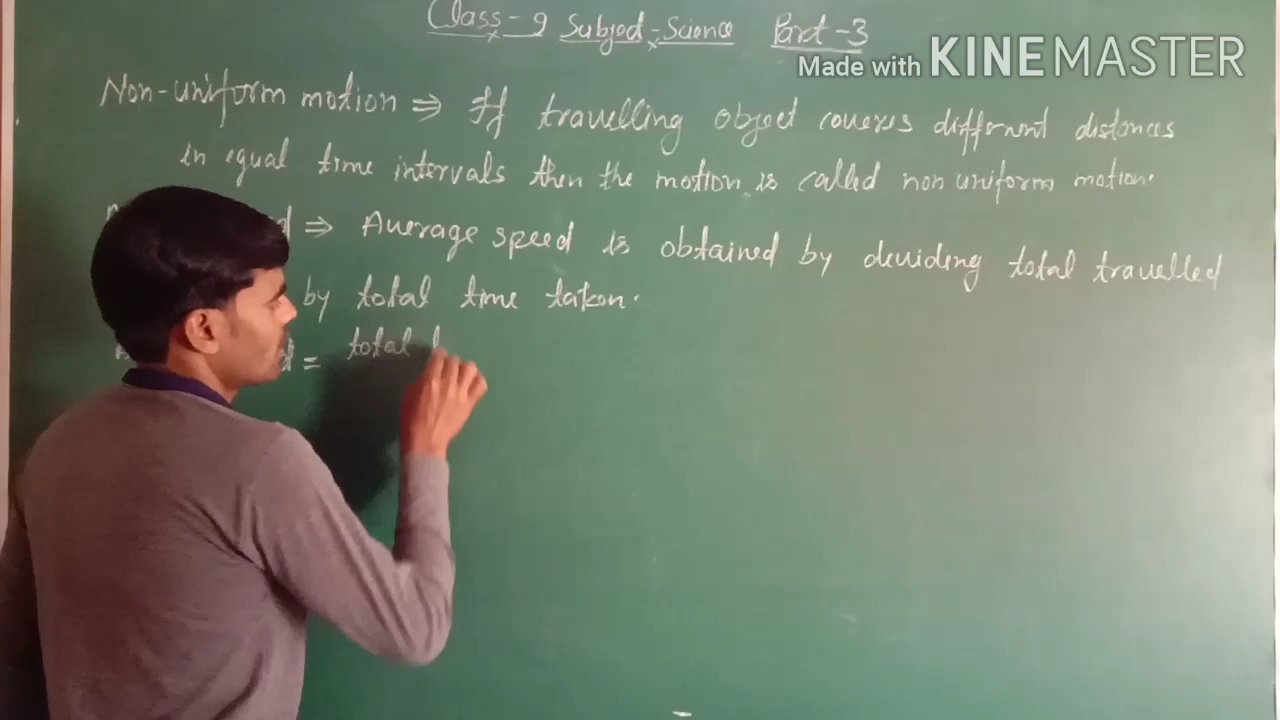 Class-9 Subject-Science Part-3
Made with KINEMASTER
Non-uniform motion ⇒ If travelling object coveres different distances
in equal time intervals then the motion is called non uniform motion.
⇒ Average speed is obtained by deviding total travelled
by total time taken.
= total